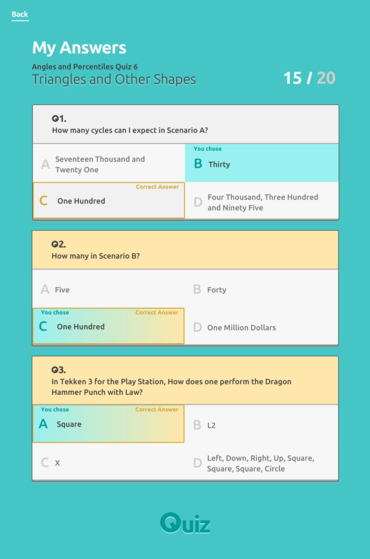 Back
My Answers
Angles and Percentiles Quiz 6
Triangles and Other Shapes
15 / 20
Q1.
How many cycles can I expect in Scenario A?
A Seventeen Thousand and
Twenty One
You chose
B Thirty
Correct Answer
C One Hundred
D Four Thousand, Three Hundred
and Ninety Five
Q2.
How many in Scenario B?
A Five
B Forty
You chose Correct Answer
C One Hundred
D One Million Dollars
Q3.
In Tekken 3 for the Play Station, How does one perform the Dragon
Hammer Punch with Law?
You chose Correct Answer
A Square
B L2
C X
D Left, Down, Right, Up, Square,
Square, Square, Circle
Quiz